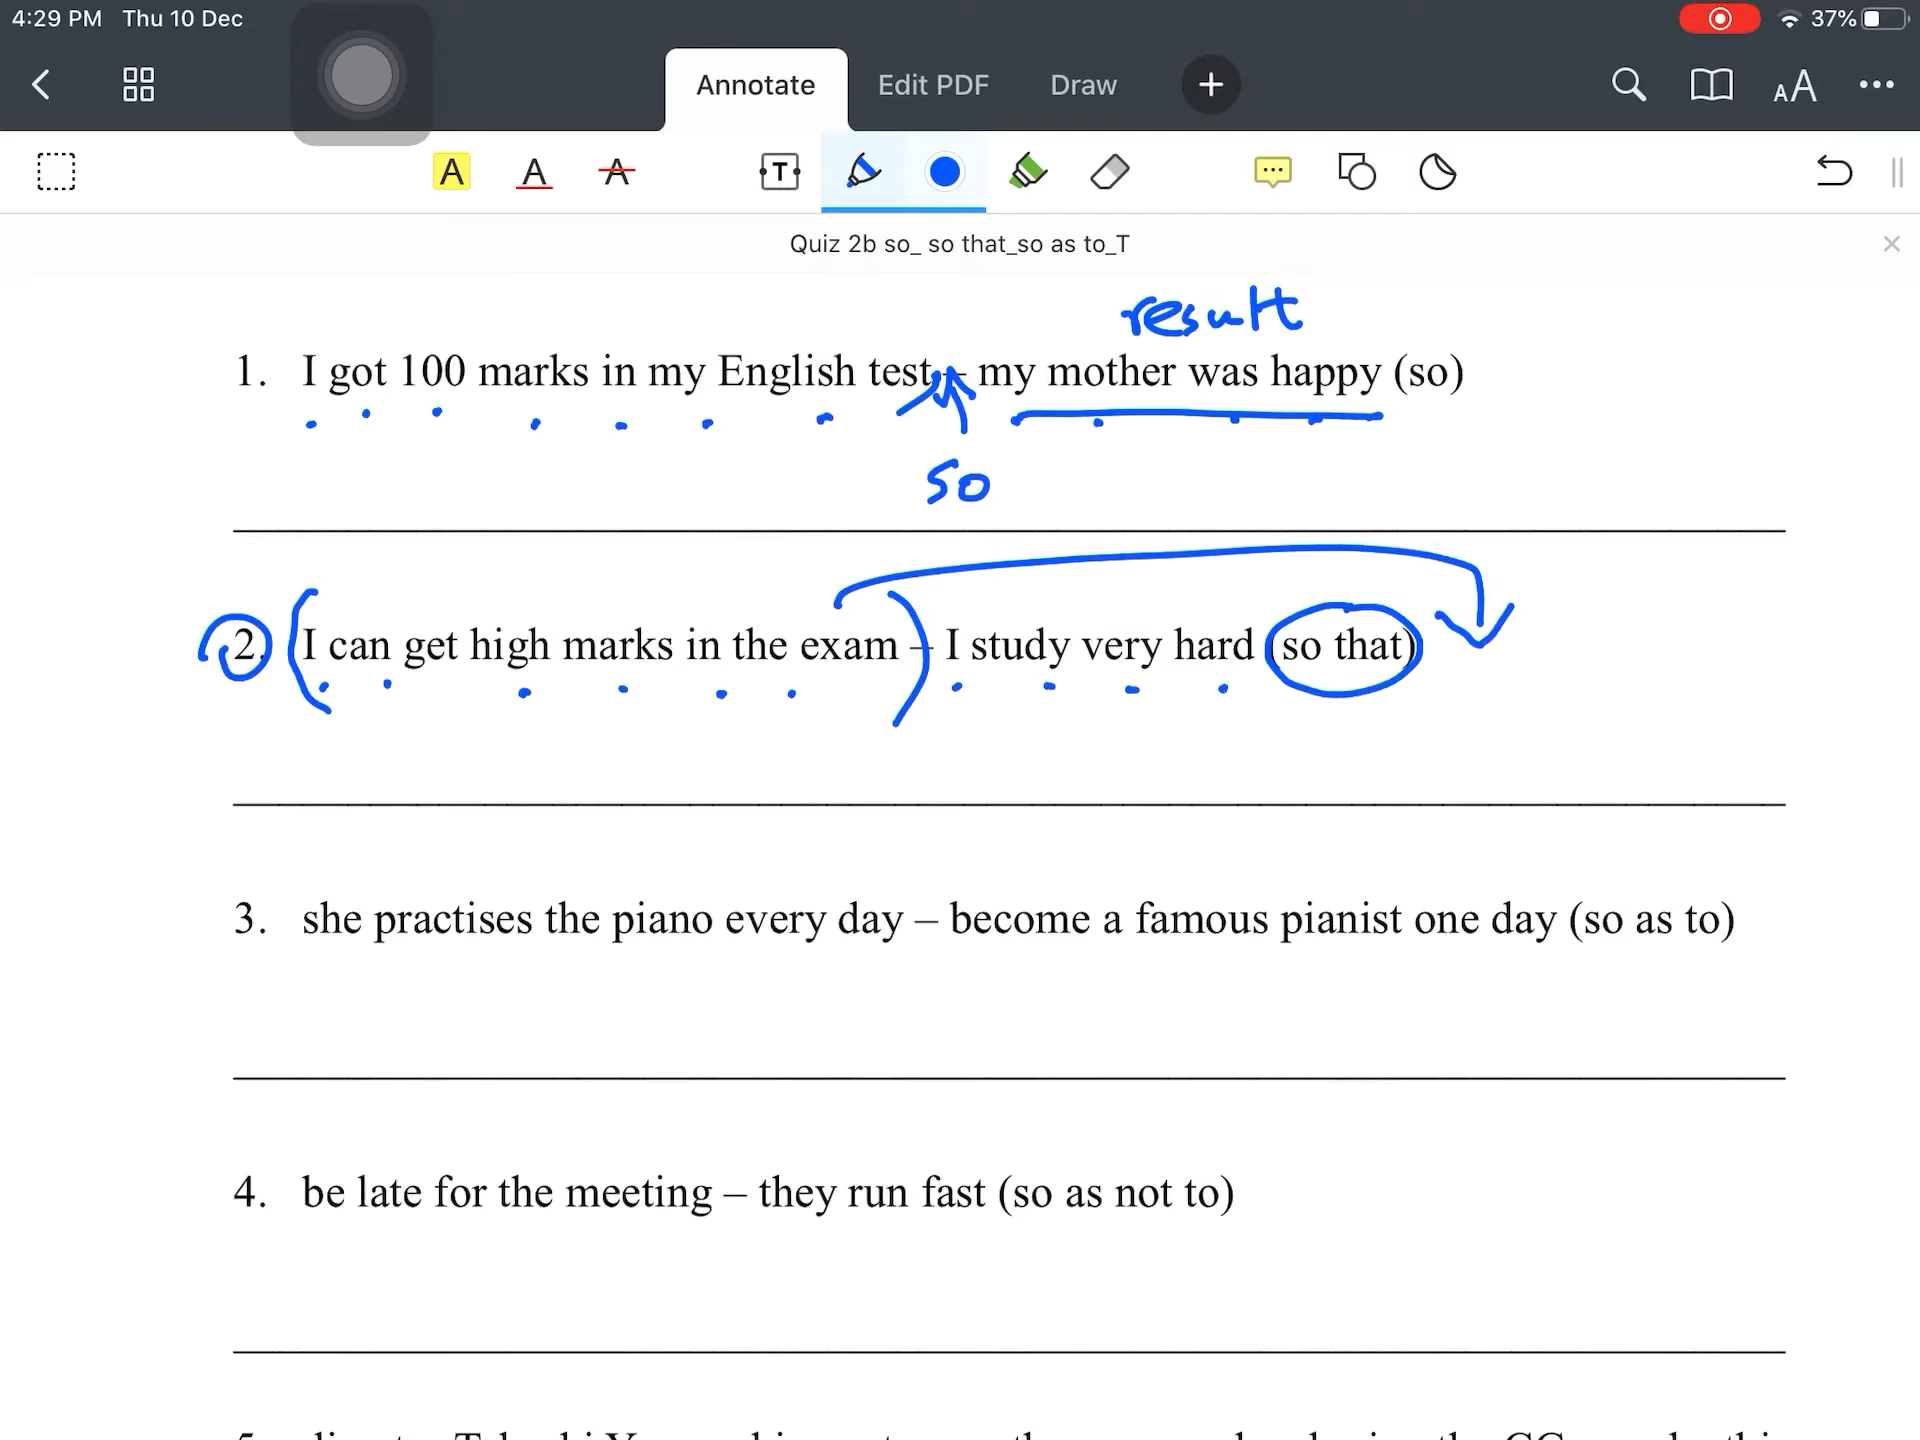 4:29 PM Thu 10 Dec 37%
Annotate Edit PDF Draw
AA
A A A T
Quiz 2b so_ so that_so as to_T
result
1. I got 100 marks in my English test – my mother was happy (so)
so
2. I can get high marks in the exam – I study very hard (so that)
3. she practises the piano every day – become a famous pianist one day (so as to)
4. be late for the meeting – they run fast (so as not to)